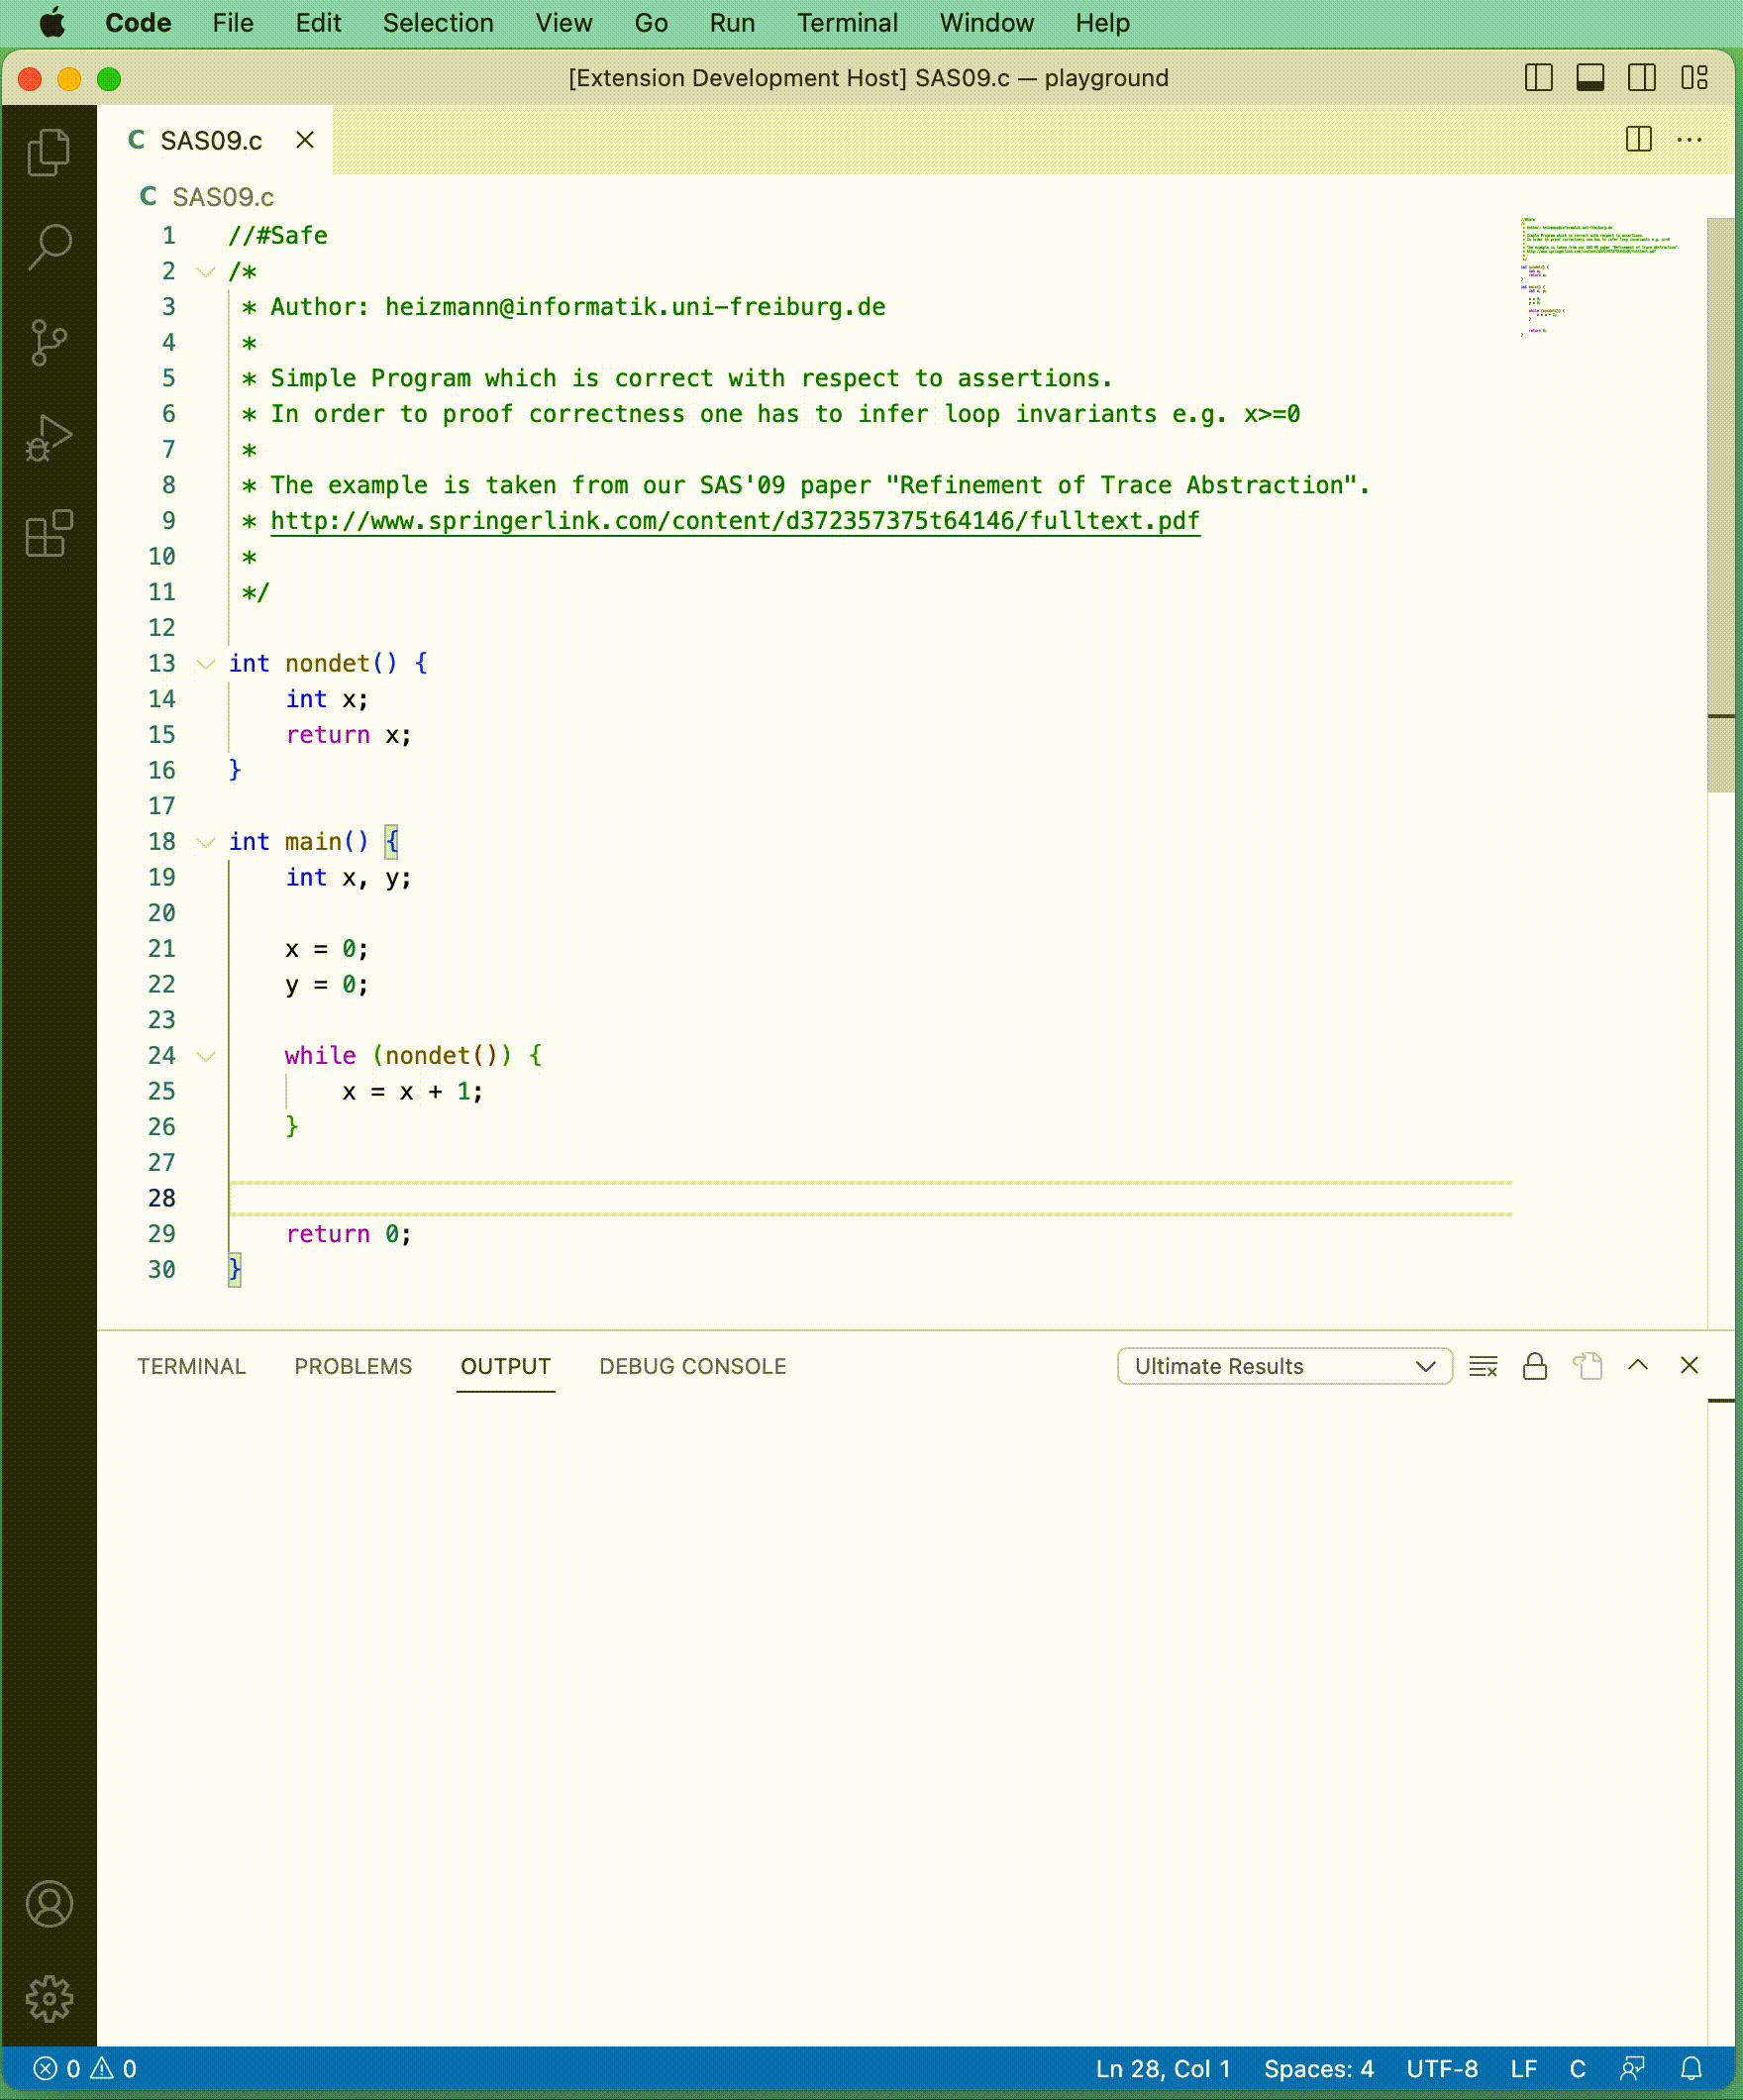 Code File Edit Selection View Go Run Terminal Window Help
[Extension Development Host] SAS09.c — playground
C SAS09.c
C SAS09.c
1 //#Safe
2 /*
3  * Author: heizmann@informatik.uni-freiburg.de
4  *
5  * Simple Program which is correct with respect to assertions.
6  * In order to proof correctness one has to infer loop invariants e.g. x>=0
7  *
8  * The example is taken from our SAS'09 paper "Refinement of Trace Abstraction".
9  * http://www.springerlink.com/content/d372357375t64146/fulltext.pdf
10  *
11  */
12
13 int nondet() {
14     int x;
15     return x;
16 }
17
18 int main() {
19     int x, y;
20
21     x = 0;
22     y = 0;
23
24     while (nondet()) {
25         x = x + 1;
26     }
27
28
29     return 0;
30 }
TERMINAL PROBLEMS OUTPUT DEBUG CONSOLE Ultimate Results
0 0 Ln 28, Col 1 Spaces: 4 UTF-8 LF C